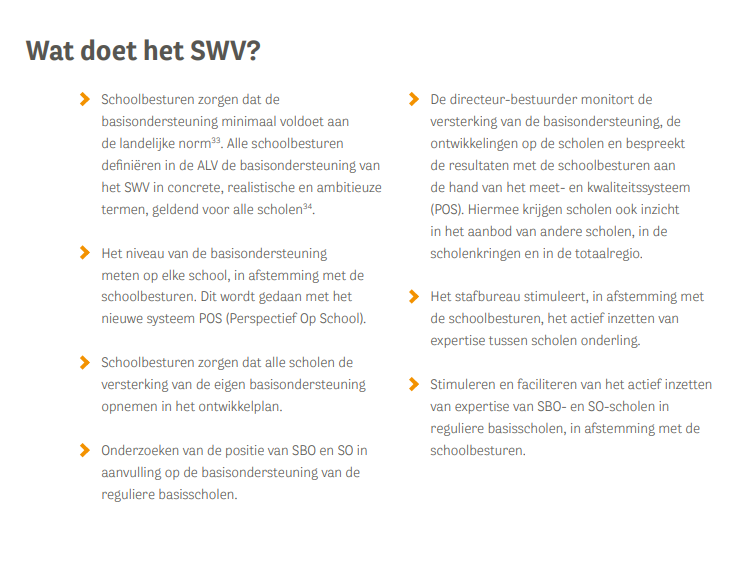 Wat doet het SWV?
Schoolbesturen zorgen dat de
basisondersteuning minimaal voldoet aan
de landelijke norm³³. Alle schoolbesturen
definiëren in de ALV de basisondersteuning van
het SWV in concrete, realistische en ambitieuze
termen, geldend voor alle scholen³⁴.
Het niveau van de basisondersteuning
meten op elke school, in afstemming met de
schoolbesturen. Dit wordt gedaan met het
nieuwe systeem POS (Perspectief Op School).
Schoolbesturen zorgen dat alle scholen de
versterking van de eigen basisondersteuning
opnemen in het ontwikkelplan.
Onderzoeken van de positie van SBO en SO in
aanvulling op de basisondersteuning van de
reguliere basisscholen.
De directeur-bestuurder monitort de
versterking van de basisondersteuning, de
ontwikkelingen op de scholen en bespreekt
de resultaten met de schoolbesturen aan
de hand van het meet- en kwaliteitssysteem
(POS). Hiermee krijgen scholen ook inzicht
in het aanbod van andere scholen, in de
scholenkringen en in de totaalregio.
Het stafbureau stimuleert, in afstemming met
de schoolbesturen, het actief inzetten van
expertise tussen scholen onderling.
Stimuleren en faciliteren van het actief inzetten
van expertise van SBO- en SO-scholen in
reguliere basisscholen, in afstemming met de
schoolbesturen.